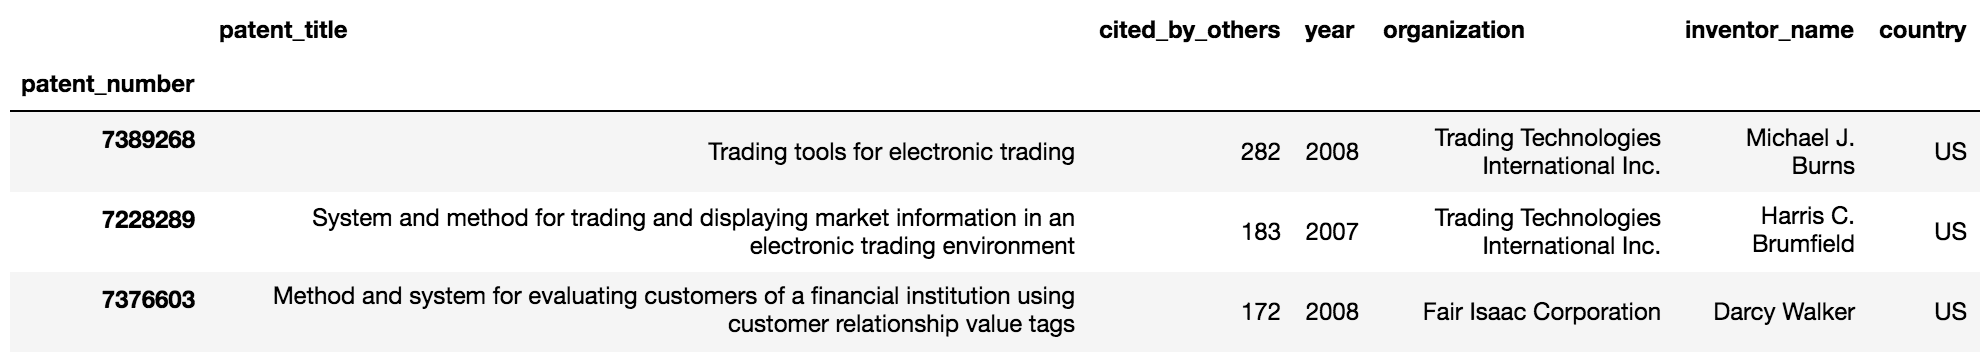 patent_title cited_by_others year organization inventor_name country
patent_number
7389268 Trading tools for electronic trading 282 2008 Trading Technologies International Inc. Michael J. Burns US
7228289 System and method for trading and displaying market information in an electronic trading environment 183 2007 Trading Technologies International Inc. Harris C. Brumfield US
7376603 Method and system for evaluating customers of a financial institution using customer relationship value tags 172 2008 Fair Isaac Corporation Darcy Walker US